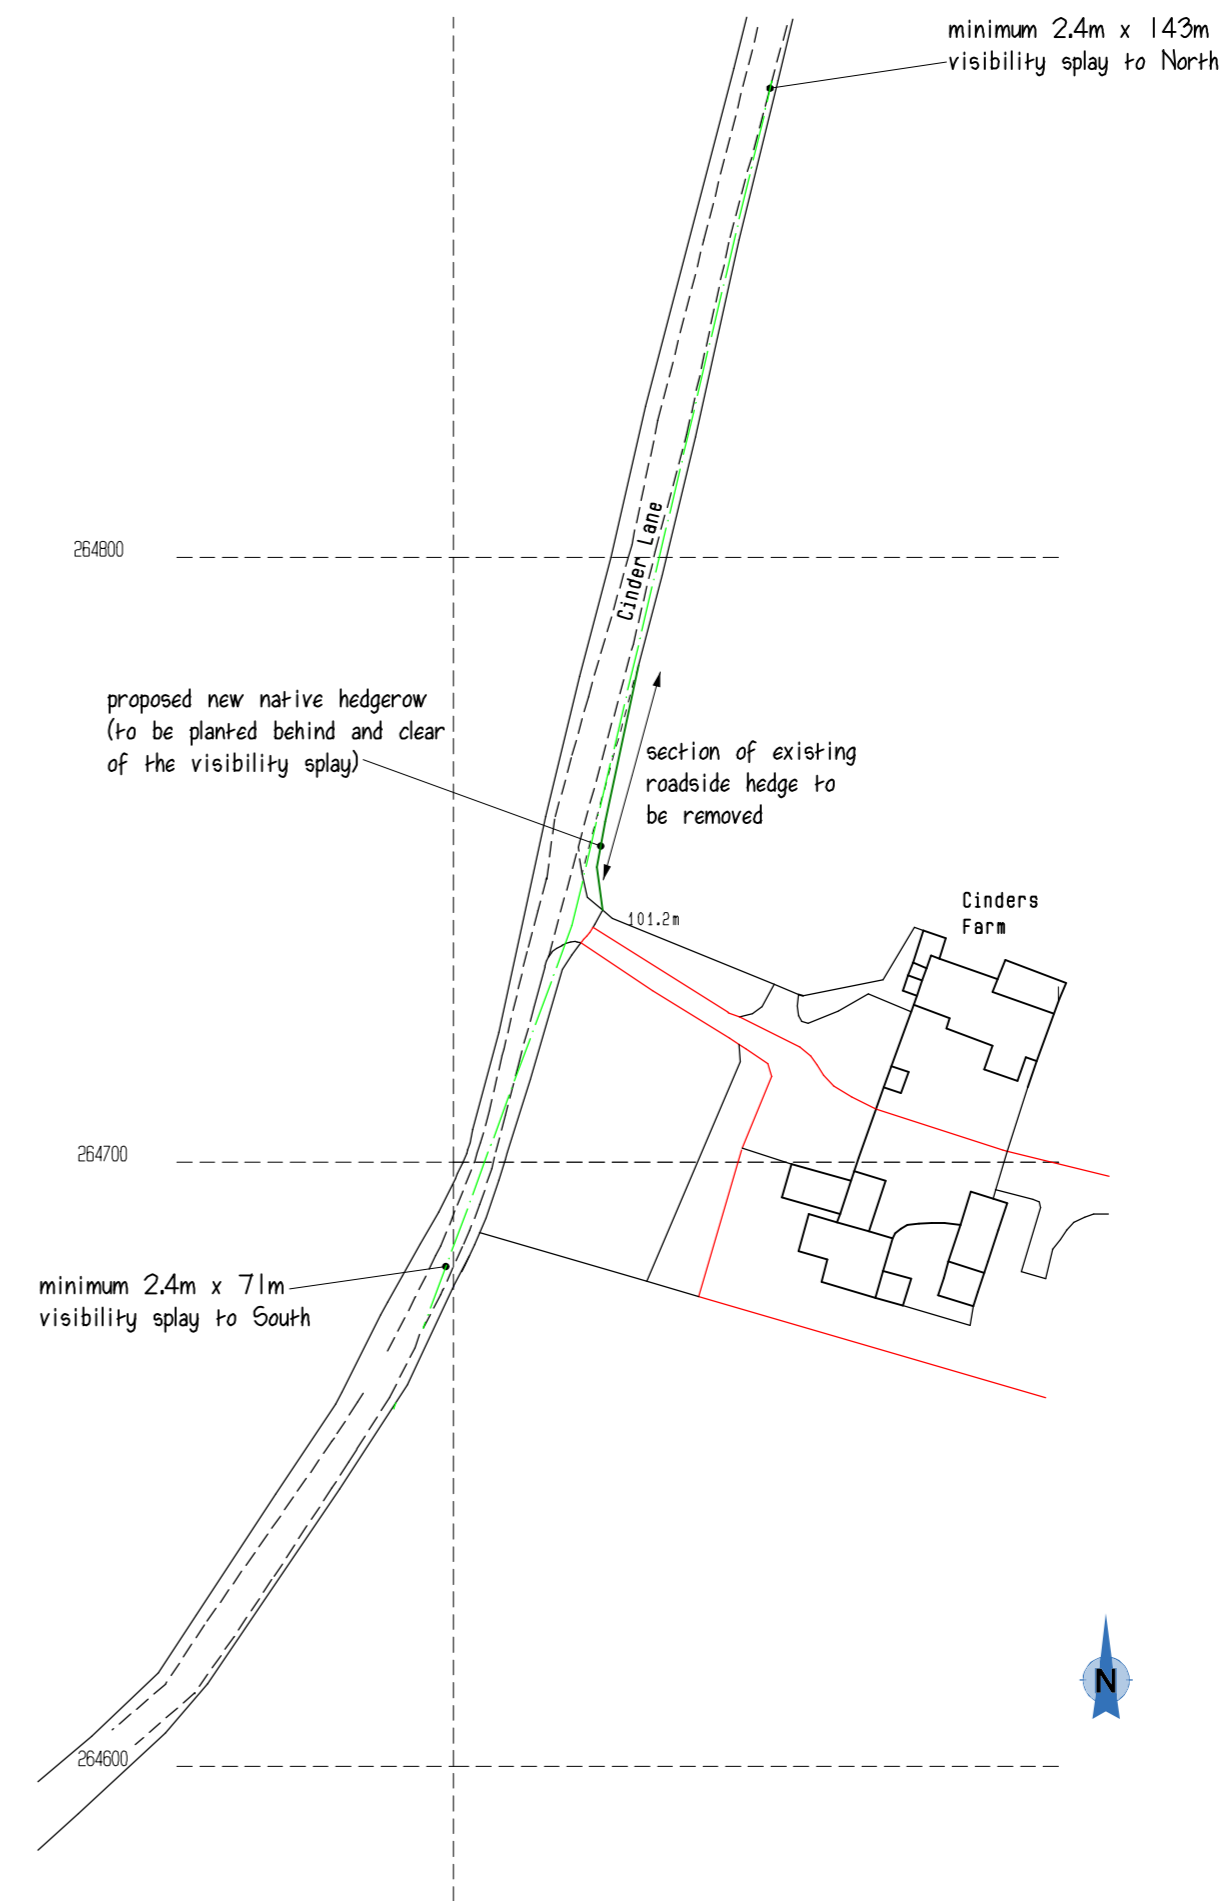 minimum 2.4m x 143m
visibility splay to North
Cinder Lane
264800
proposed new native hedgerow
(to be planted behind and clear
of the visibility splay)
section of existing
roadside hedge to
be removed
101.2m
Cinders
Farm
264700
minimum 2.4m x 71m
visibility splay to South
N
264600